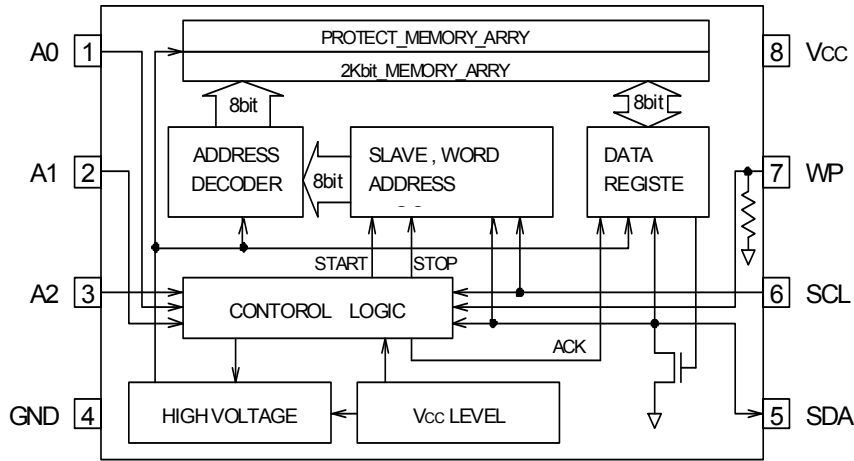 PROTECT_MEMORY_ARRY
2Kbit_MEMORY_ARRY
A0 1
8 VCC
8bit
8bit
ADDRESS
DECODER
8bit
SLAVE , WORD
ADDRESS
DATA
REGISTE
A1 2
7 WP
START
STOP
A2 3
CONTOROL LOGIC
6 SCL
ACK
GND 4
HIGH VOLTAGE
VCC LEVEL
5 SDA